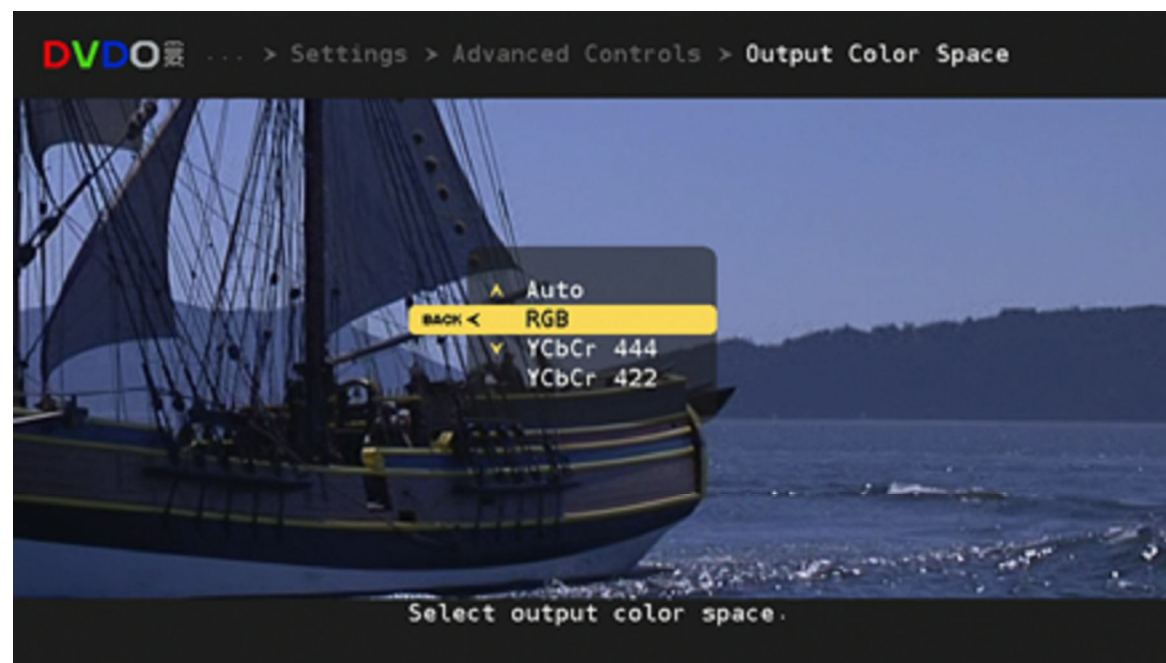 DVDO ... > Settings > Advanced Controls > Output Color Space
Auto
BACK < RGB
YCbCr 444
YCbCr 422
Select output color space.